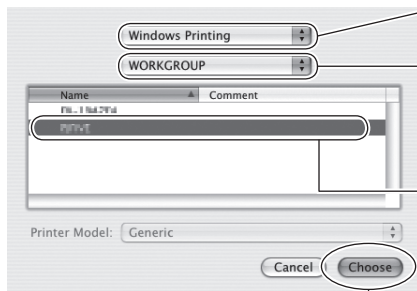 Windows Printing
WORKGROUP
Name Comment
Printer Model: Generic
Cancel Choose